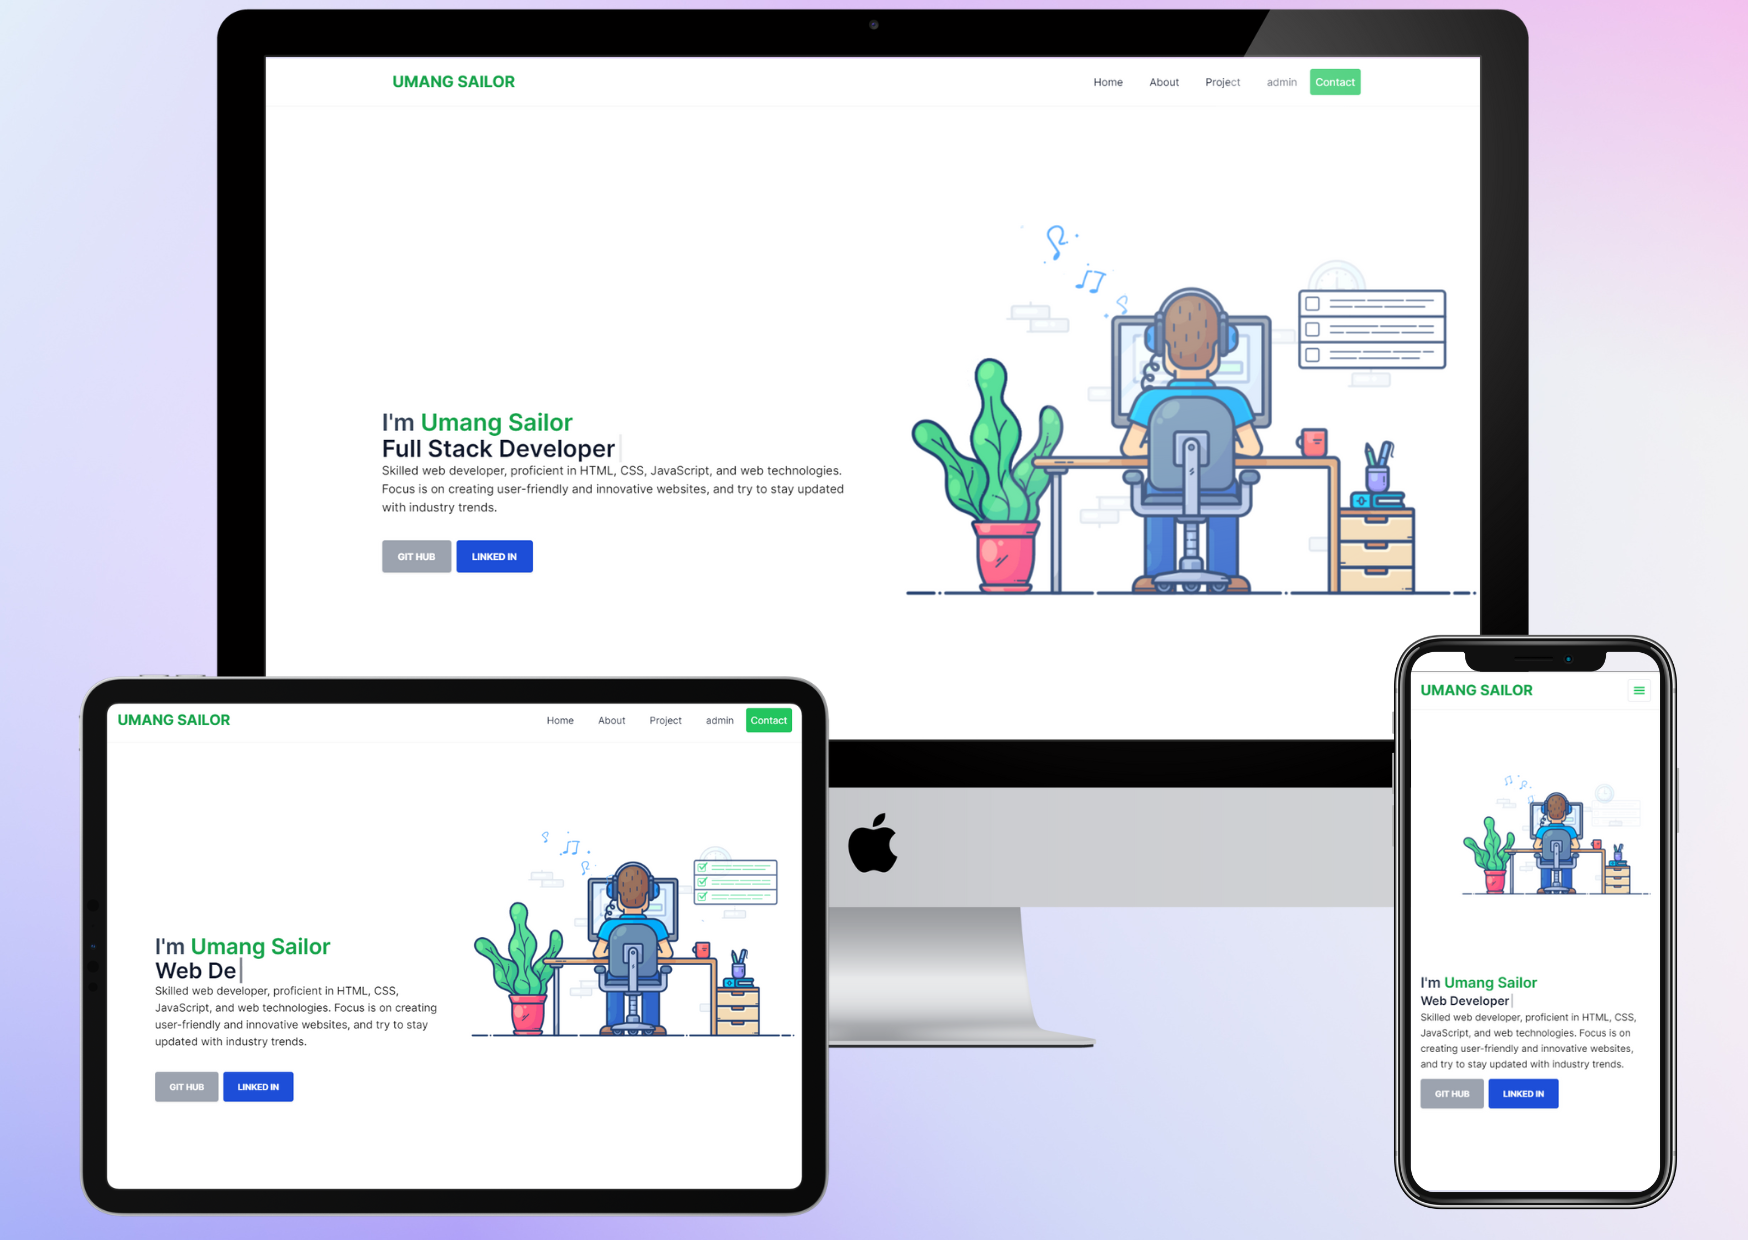 UMANG SAILOR
Home About Project admin Contact
I'm Umang Sailor
Full Stack Developer
Skilled web developer, proficient in HTML, CSS, JavaScript, and web technologies.
Focus is on creating user-friendly and innovative websites, and try to stay updated
with industry trends.
GIT HUB LINKED IN
UMANG SAILOR
Home About Project admin Contact
I'm Umang Sailor
Web De
Skilled web developer, proficient in HTML, CSS,
JavaScript, and web technologies. Focus is on creating
user-friendly and innovative websites, and try to stay
updated with industry trends.
GIT HUB LINKED IN
UMANG SAILOR
I'm Umang Sailor
Web Developer
Skilled web developer, proficient in HTML, CSS,
JavaScript, and web technologies. Focus is on
creating user-friendly and innovative websites,
and try to stay updated with industry trends.
GIT HUB LINKED IN